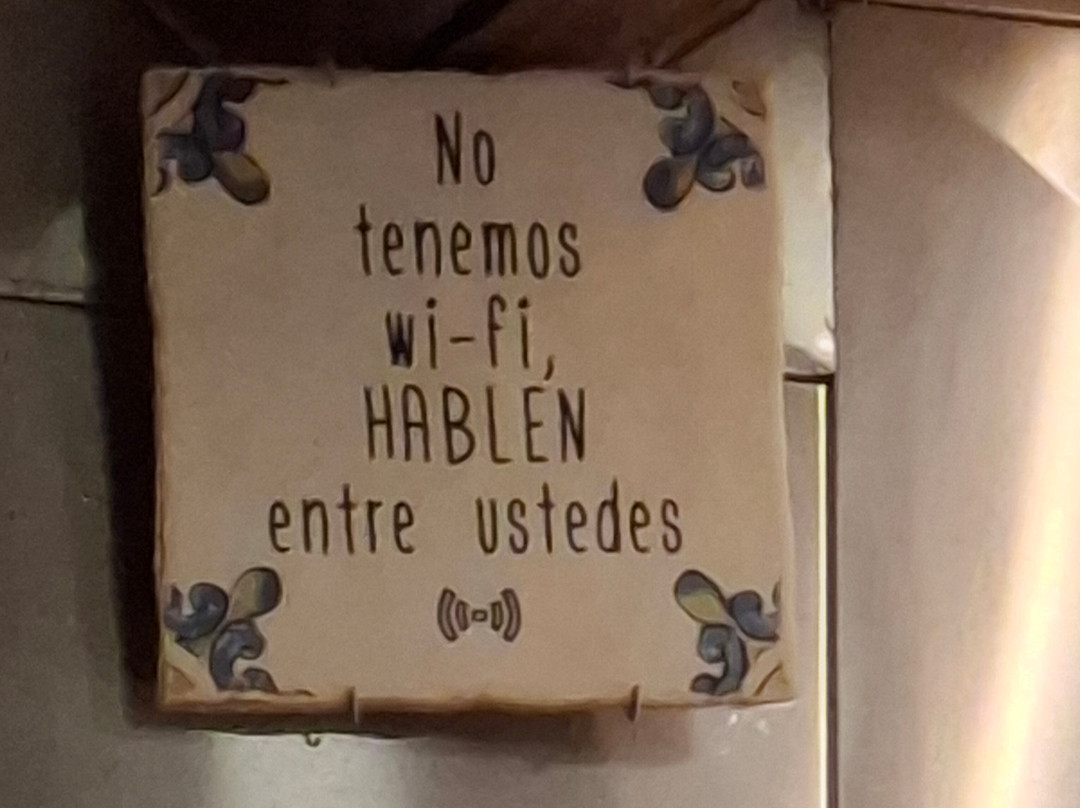 No
tenemos
wi-fi,
HABLEN
entre ustedes